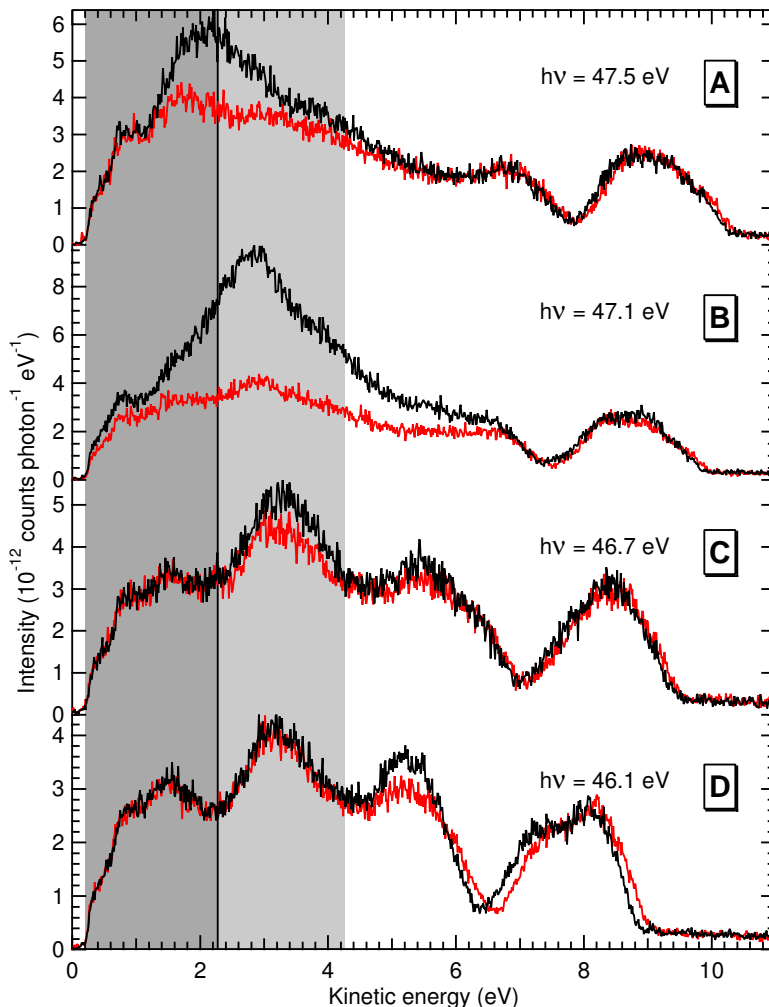 Intensity (10⁻¹² counts photon⁻¹ eV⁻¹)
6
5
4
3
2
1
0
hν = 47.5 eV
A
8
6
4
2
0
hν = 47.1 eV
B
5
4
3
2
1
0
hν = 46.7 eV
C
4
3
2
1
0
hν = 46.1 eV
D
0 2 4 6 8 10
Kinetic energy (eV)